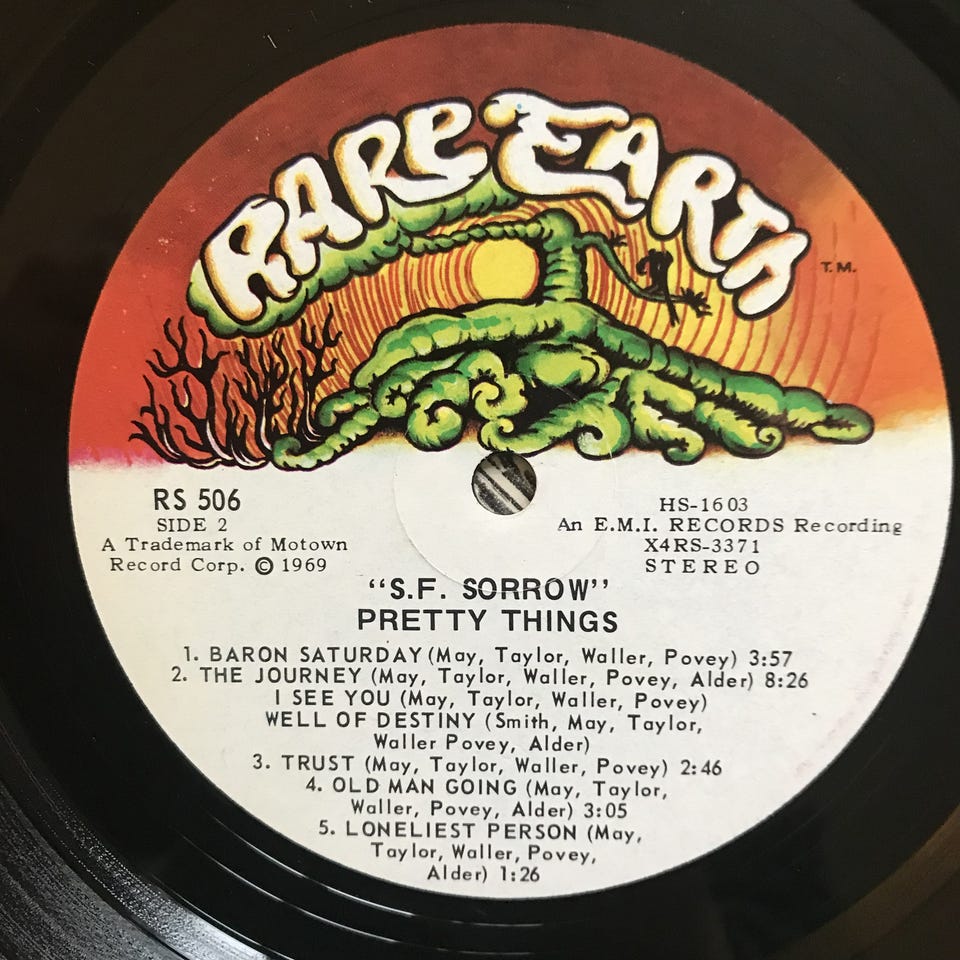 RARE EARTH
T.M.
RS 506
SIDE 2
A Trademark of Motown
Record Corp. © 1969
HS-1603
An E.M.I. RECORDS Recording
X4RS-3371
STEREO
"S.F. SORROW"
PRETTY THINGS
1. BARON SATURDAY (May, Taylor, Waller, Povey) 3:57
2. THE JOURNEY (May, Taylor, Waller, Povey, Alder) 8:26
I SEE YOU (May, Taylor, Waller, Povey)
WELL OF DESTINY (Smith, May, Taylor,
Waller Povey, Alder)
3. TRUST (May, Taylor, Waller, Povey) 2:46
4. OLD MAN GOING (May, Taylor,
Waller, Povey, Alder) 3:05
5. LONELIEST PERSON (May,
Taylor, Waller, Povey,
Alder) 1:26